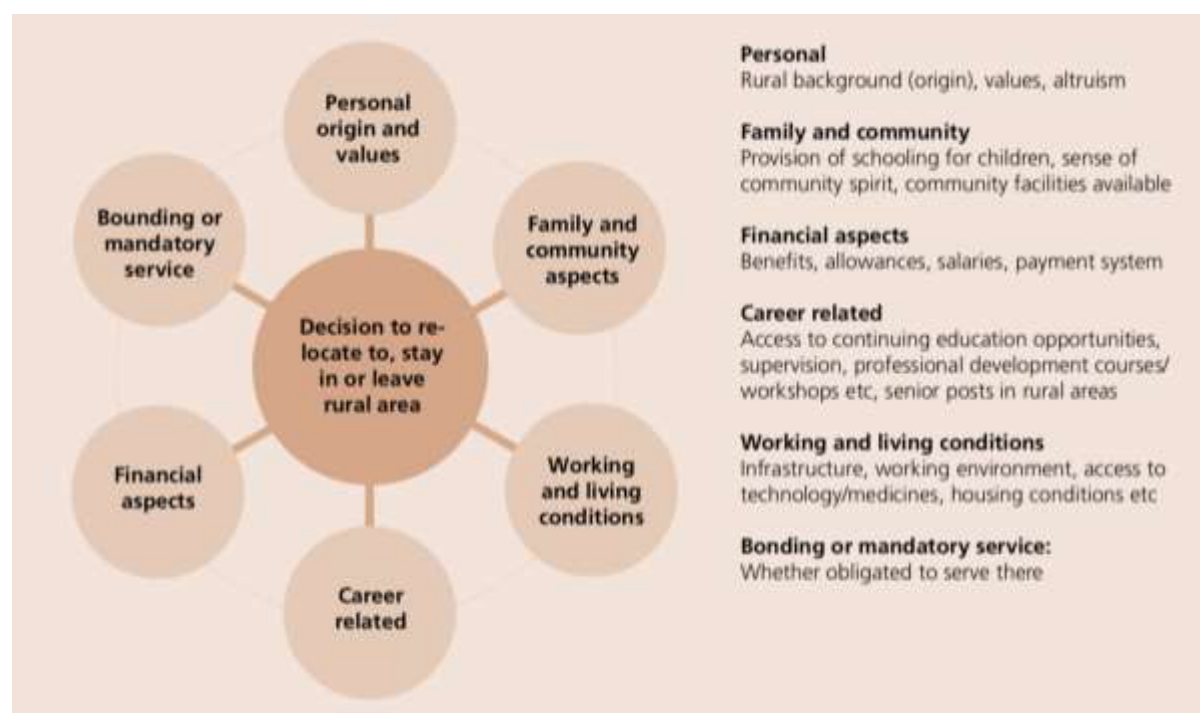 Personal
origin and
values
Bounding or
mandatory
service
Family and
community
aspects
Decision to re-
locate to, stay
in or leave
rural area
Financial
aspects
Working
and living
conditions
Career
related
Personal
Rural background (origin), values, altruism
Family and community
Provision of schooling for children, sense of
community spirit, community facilities available
Financial aspects
Benefits, allowances, salaries, payment system
Career related
Access to continuing education opportunities,
supervision, professional development courses/
workshops etc, senior posts in rural areas
Working and living conditions
Infrastructure, working environment, access to
technology/medicines, housing conditions etc
Bonding or mandatory service:
Whether obligated to serve there